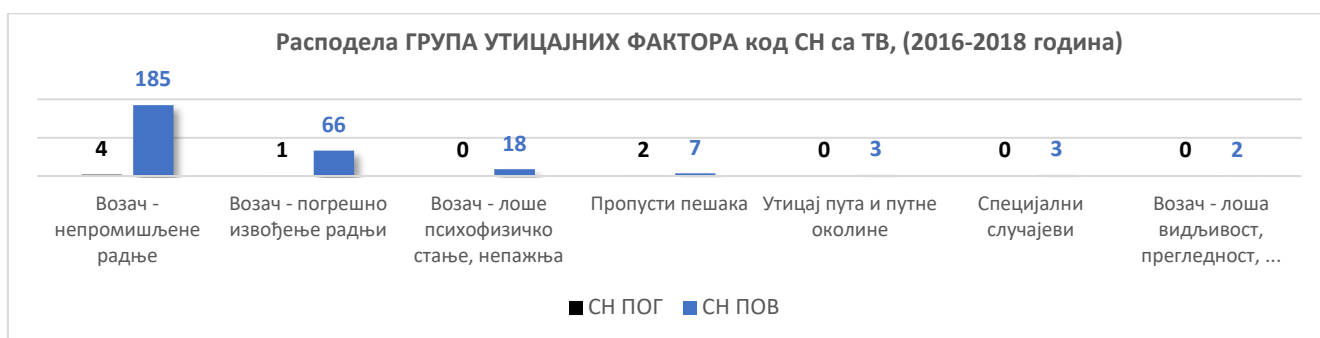 Расподела ГРУПА УТИЦАЈНИХ ФАКТОРА код СН са ТВ, (2016-2018 година)
185
4
66
1
18
0
7
2
3
0
3
0
2
0
Возач -
непромишљене
радње
Возач - погрешно
извођење радњи
Возач - лоше
психофизичко
стање, непажња
Пропусти пешака
Утицај пута и путне
околине
Специјални
случајеви
Возач - лоша
видљивост,
прегледност, ...
СН ПОГ
СН ПОВ